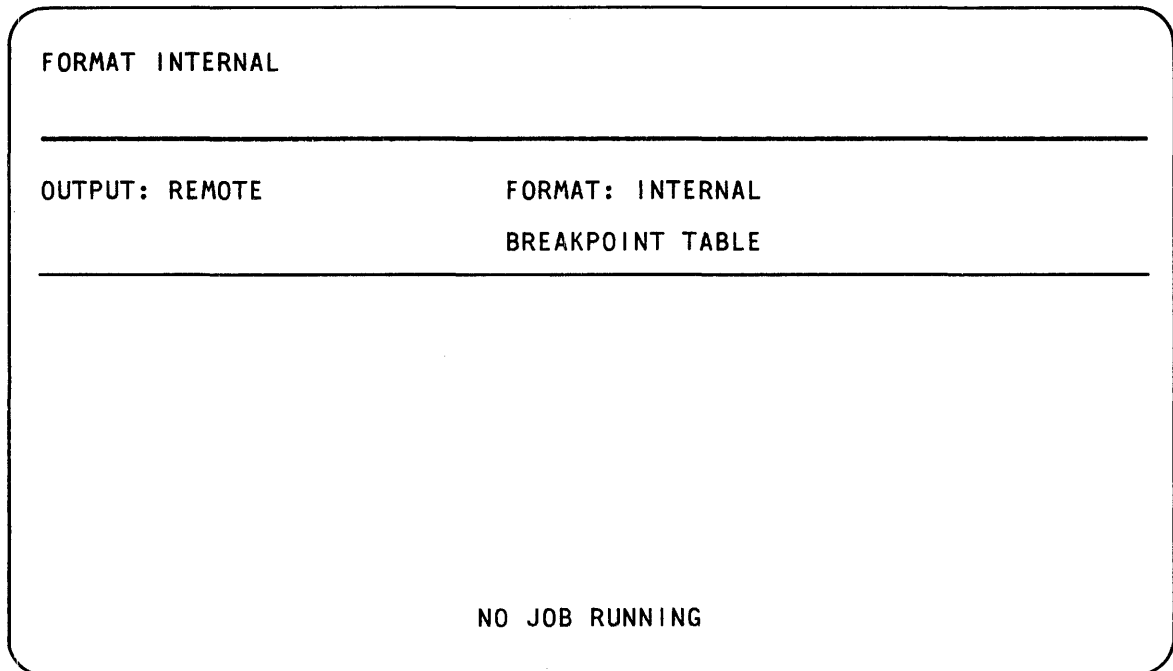 FORMAT INTERNAL
OUTPUT: REMOTE FORMAT: INTERNAL
BREAKPOINT TABLE
NO JOB RUNNING